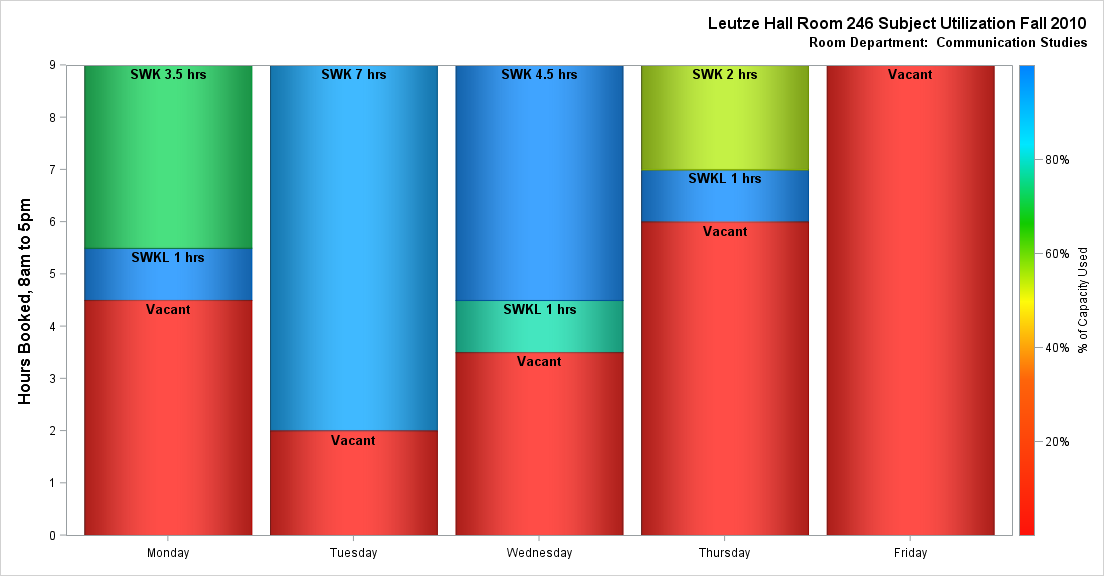 Leutze Hall Room 246 Subject Utilization Fall 2010
Room Department:  Communication Studies
Hours Booked, 8am to 5pm
9
8
7
6
5
4
3
2
1
0
SWK 3.5 hrs
SWKL 1 hrs
Vacant
SWK 7 hrs
Vacant
SWK 4.5 hrs
SWKL 1 hrs
Vacant
SWK 2 hrs
SWKL 1 hrs
Vacant
Vacant
Monday
Tuesday
Wednesday
Thursday
Friday
80%
60%
40%
20%
% of Capacity Used